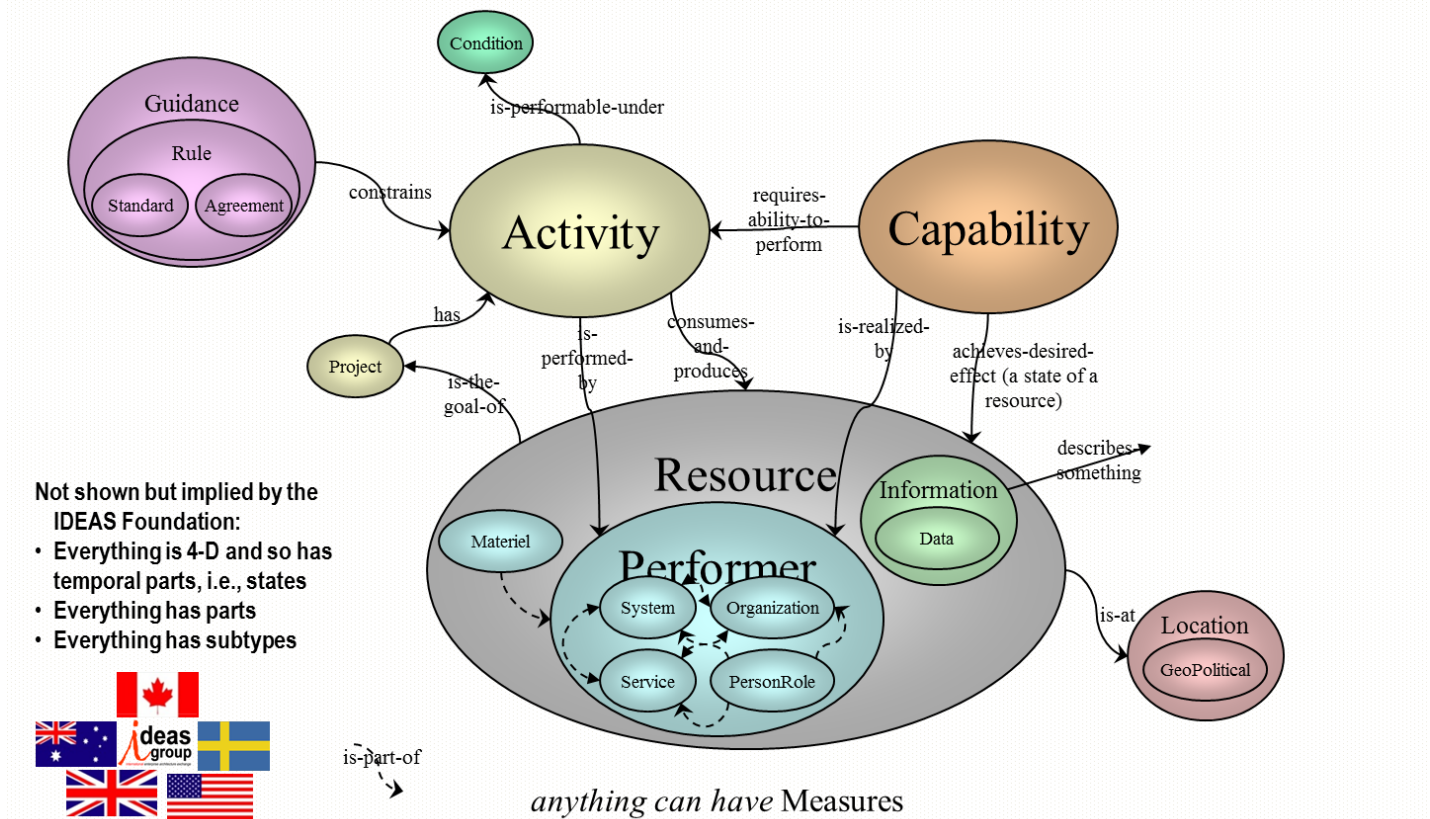 Condition
is-performable-under
Guidance
Rule
Standard
Agreement
constrains
Activity
requires-
ability-to-
perform
Capability
has
Project
is-the-
goal-of
is-
performed-
by
consumes-
and-
produces
is-realized-
by
achieves-desired-
effect (a state of a
resource)
describes-
something
Resource
Information
Data
Materiel
Performer
System
Organization
Service
PersonRole
is-at
Location
GeoPolitical
Not shown but implied by the
IDEAS Foundation:
• Everything is 4-D and so has
temporal parts, i.e., states
• Everything has parts
• Everything has subtypes
ideas
group
is-part-of
anything can have Measures